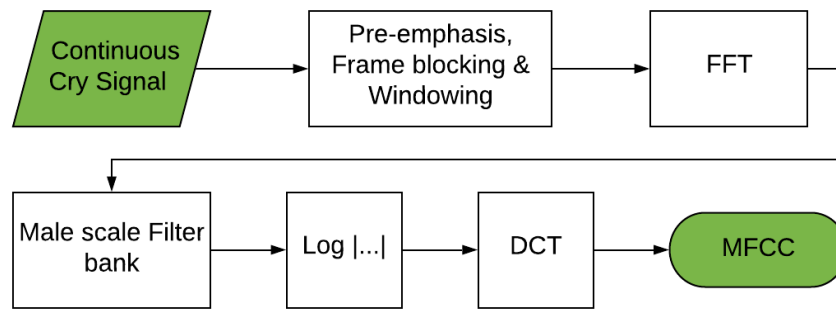 Continuous
Cry Signal
Pre-emphasis,
Frame blocking &
Windowing
FFT
Male scale Filter
bank
Log |...|
DCT
MFCC